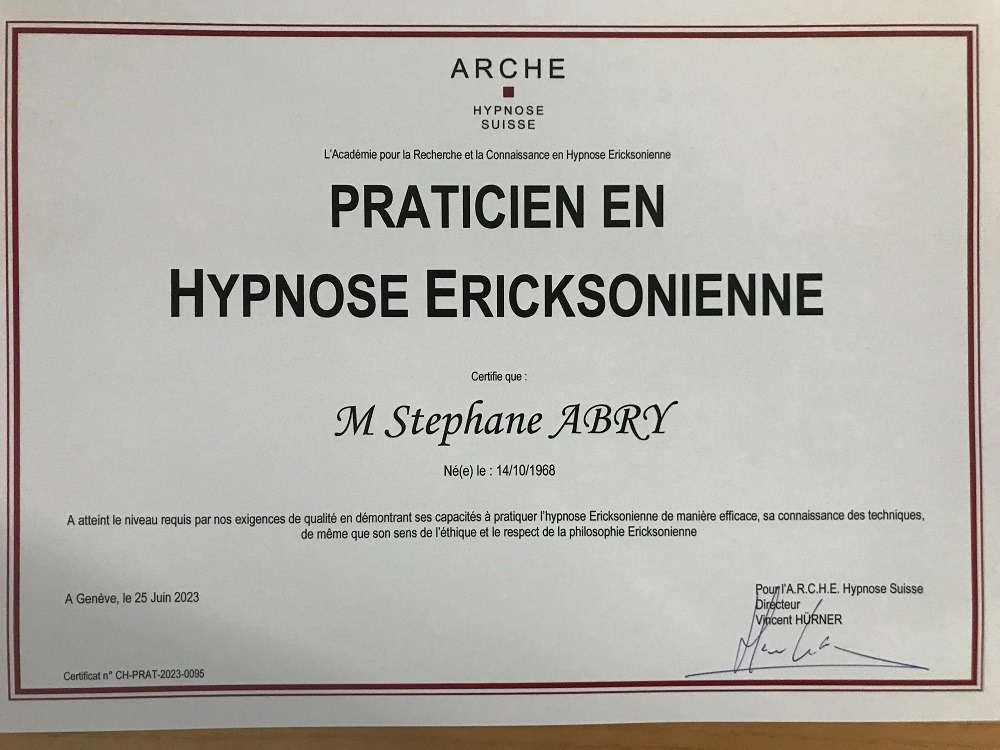 ARCHE
HYPNOSE
SUISSE
L'Académie pour la Recherche et la Connaissance en Hypnose Ericksonienne
PRATICIEN EN
HYPNOSE ERICKSONIENNE
Certifie que :
M Stephane ABRY
Né(e) le : 14/10/1968
A atteint le niveau requis par nos exigences de qualité en démontrant ses capacités à pratiquer l'hypnose Ericksonienne de manière efficace, sa connaissance des techniques,
de même que son sens de l'éthique et le respect de la philosophie Ericksonienne
A Genève, le 25 Juin 2023
Pour l'A.R.C.H.E. Hypnose Suisse
Directeur
Vincent HÜRNER
Certificat n° CH-PRAT-2023-0095